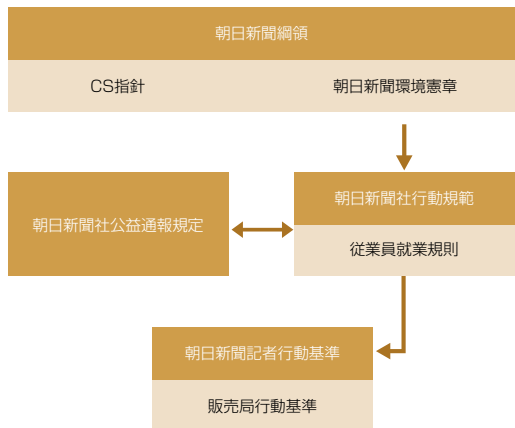 朝日新聞綱領
CS指針
朝日新聞環境憲章
朝日新聞社公益通報規定
朝日新聞社行動規範
従業員就業規則
朝日新聞記者行動基準
販売局行動基準